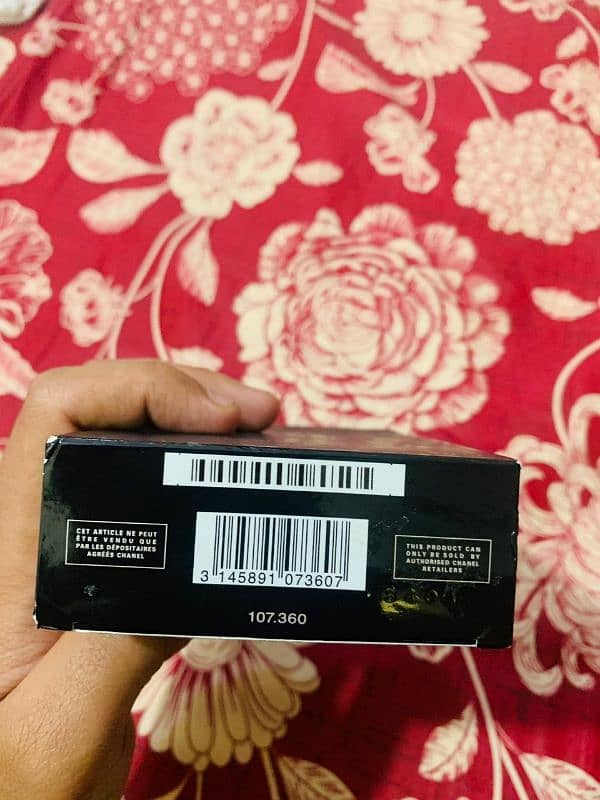 CET ARTICLE NE PEUT
ÊTRE VENDU QUE
PAR LES DÉPOSITAIRES
AGRÉÉS CHANEL
3 145891 073607
107.360
THIS PRODUCT CAN
ONLY BE SOLD BY
AUTHORISED CHANEL
RETAILERS